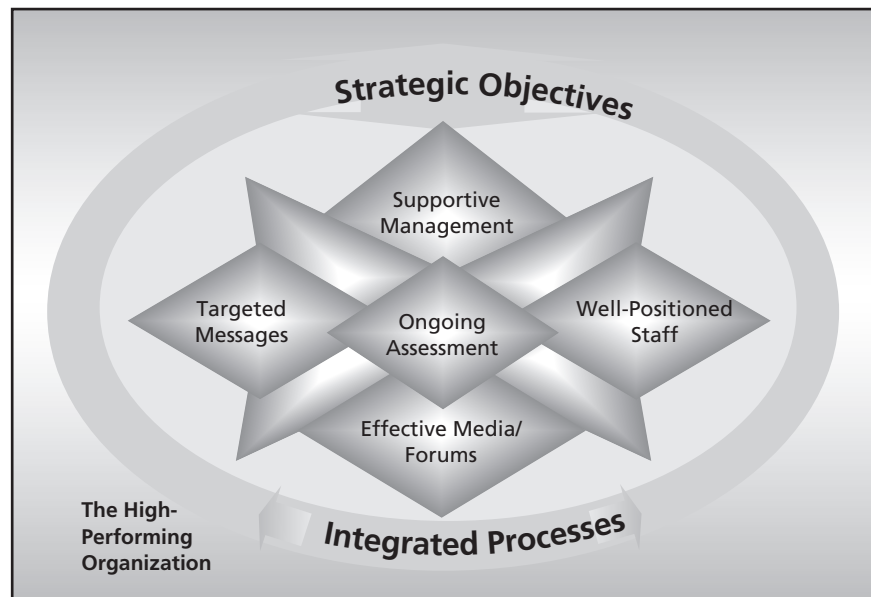 Strategic Objectives
Supportive
Management
Targeted
Messages
Ongoing
Assessment
Well-Positioned
Staff
Effective Media/
Forums
Integrated Processes
The High-
Performing
Organization